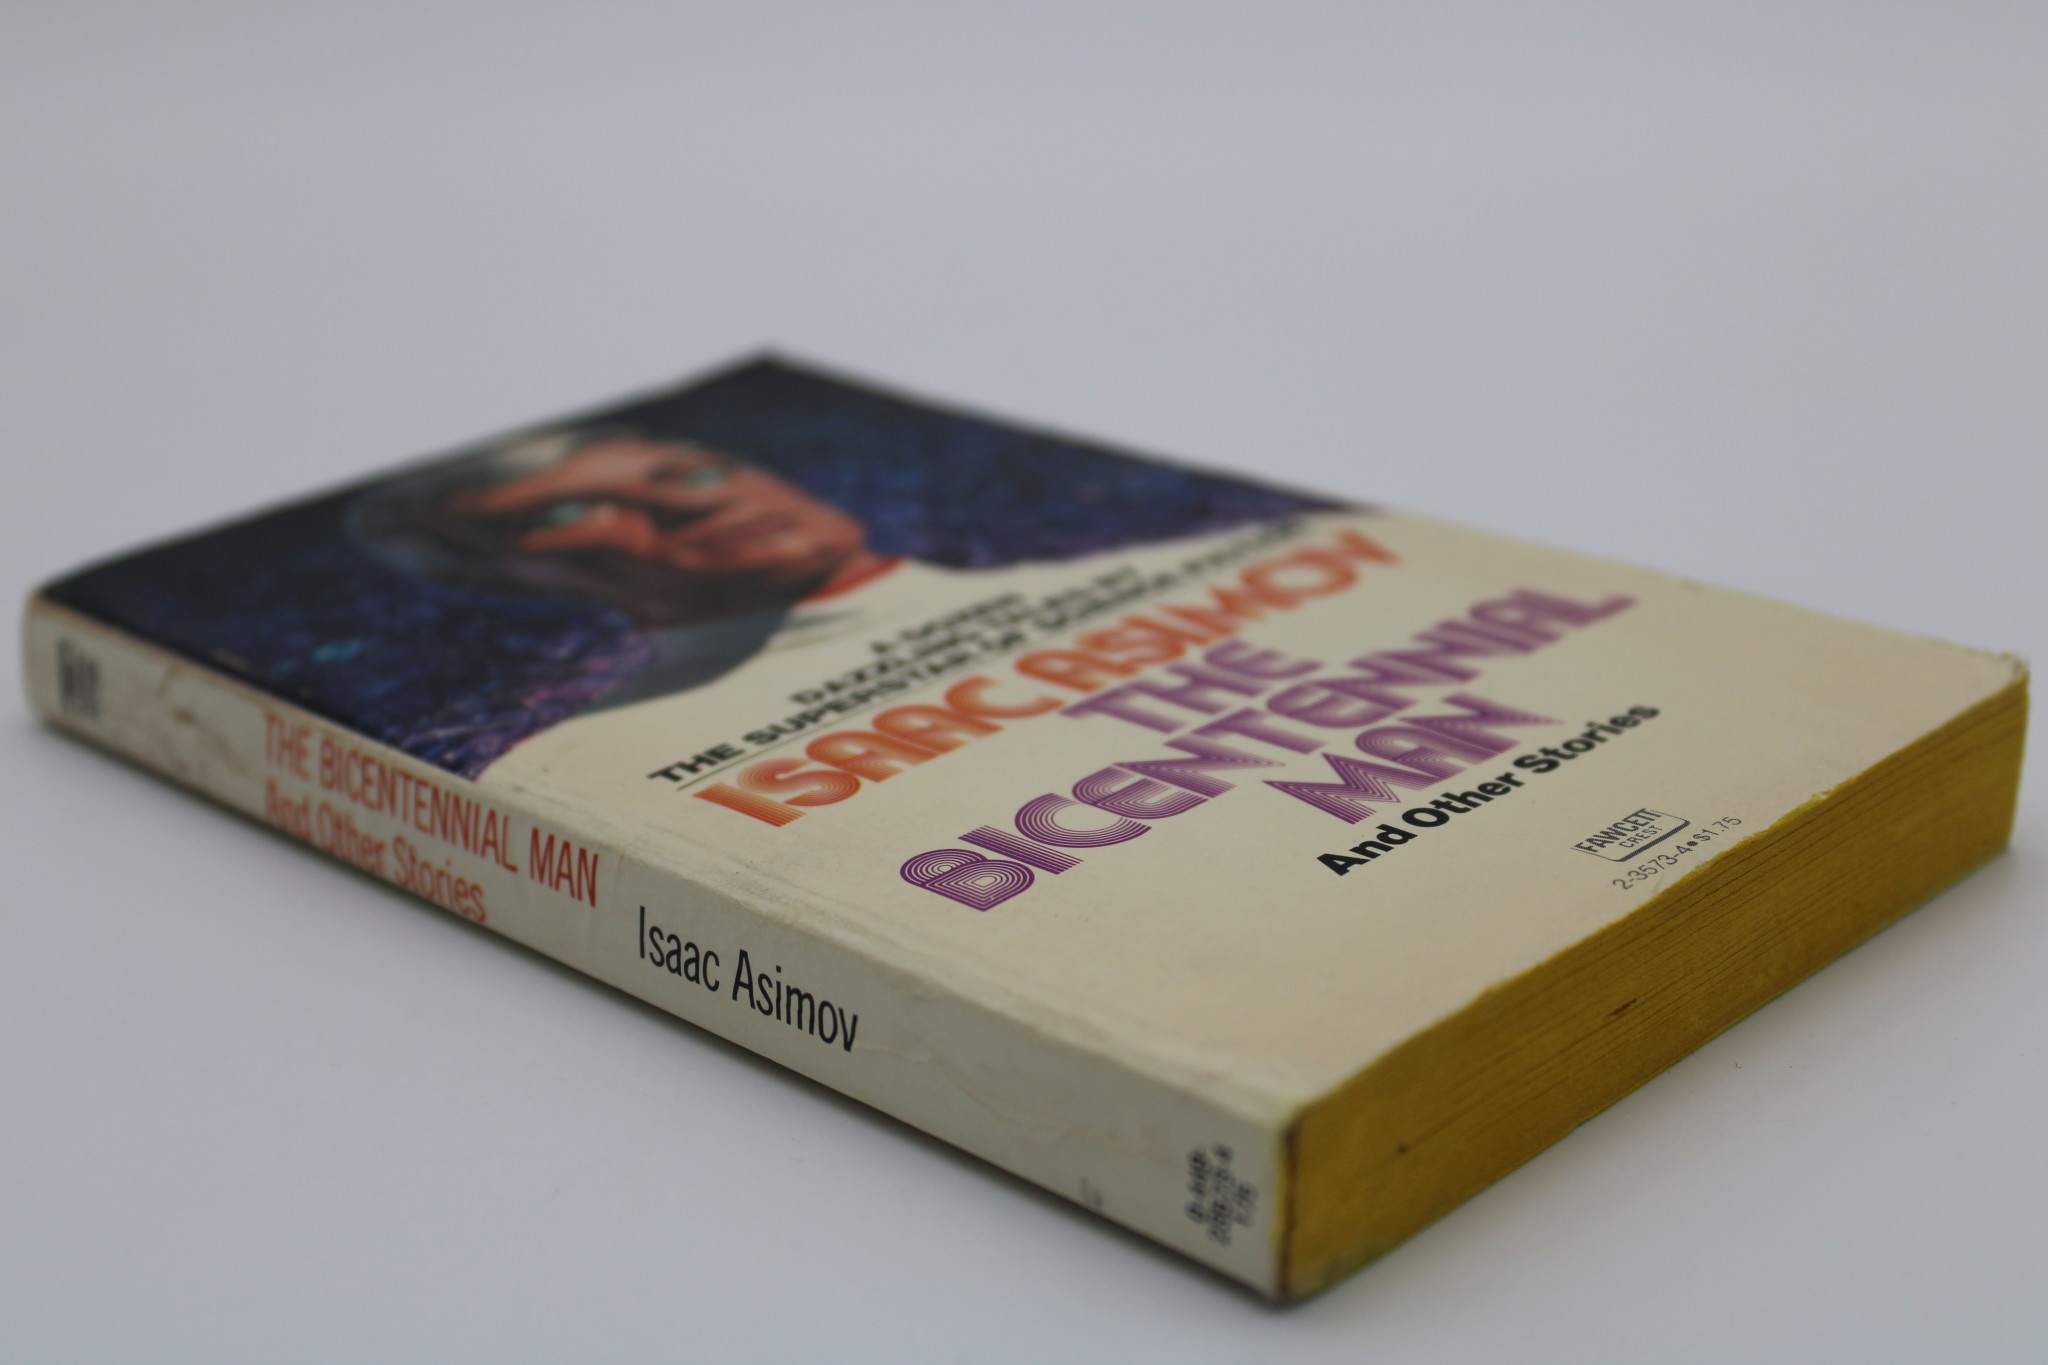 A DOZEN
DAZZLING TALES BY
THE SUPERSTAR OF SCIENCE FICTION
ISAAC ASIMOV
THE
BICENTENNIAL
MAN
And Other Stories
FAWCETT
CREST
2-3573-4•$1.75
THE BICENTENNIAL MAN
And Other Stories
Isaac Asimov